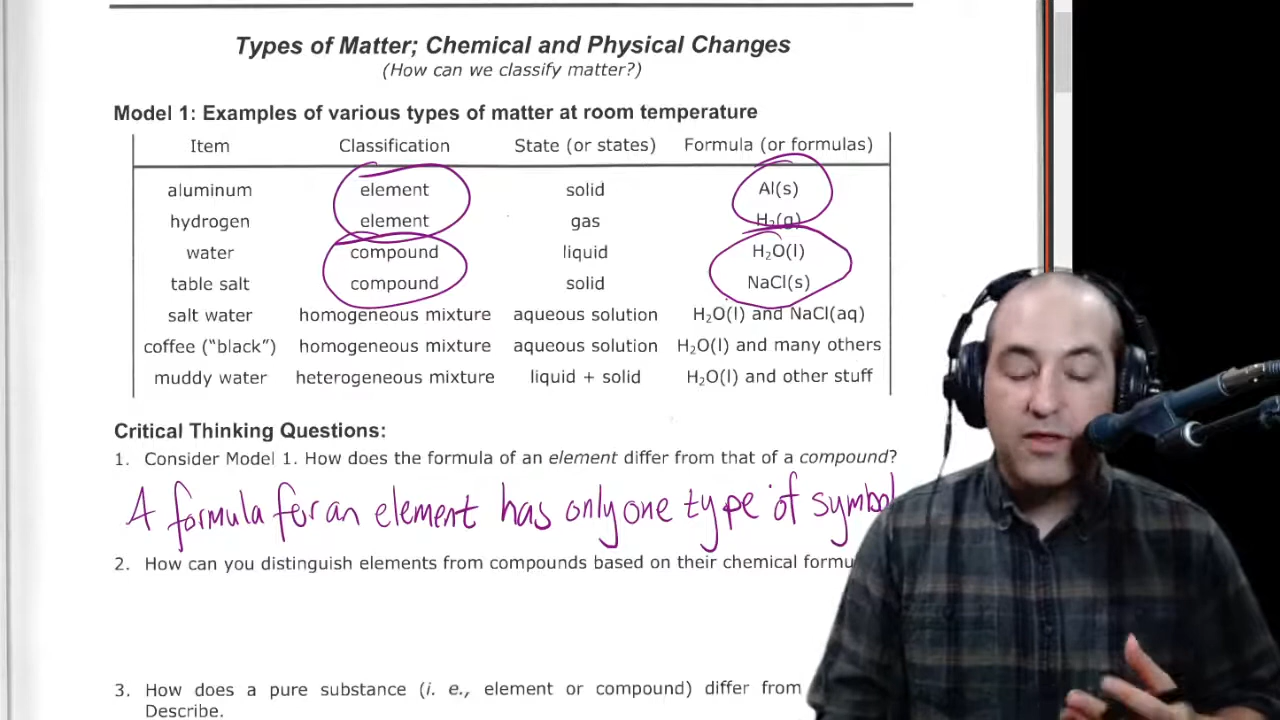 Types of Matter; Chemical and Physical Changes
(How can we classify matter?)
Model 1: Examples of various types of matter at room temperature
Item Classification State (or states) Formula (or formulas)
aluminum element solid Al(s)
hydrogen element gas H₂(g)
water compound liquid H₂O(l)
table salt compound solid NaCl(s)
salt water homogeneous mixture aqueous solution H₂O(l) and NaCl(aq)
coffee ("black") homogeneous mixture aqueous solution H₂O(l) and many others
muddy water heterogeneous mixture liquid + solid H₂O(l) and other stuff
Critical Thinking Questions:
1. Consider Model 1. How does the formula of an element differ from that of a compound?
A formula for an element has only one type of symbol
2. How can you distinguish elements from compounds based on their chemical formu
3. How does a pure substance (i. e., element or compound) differ from
Describe.